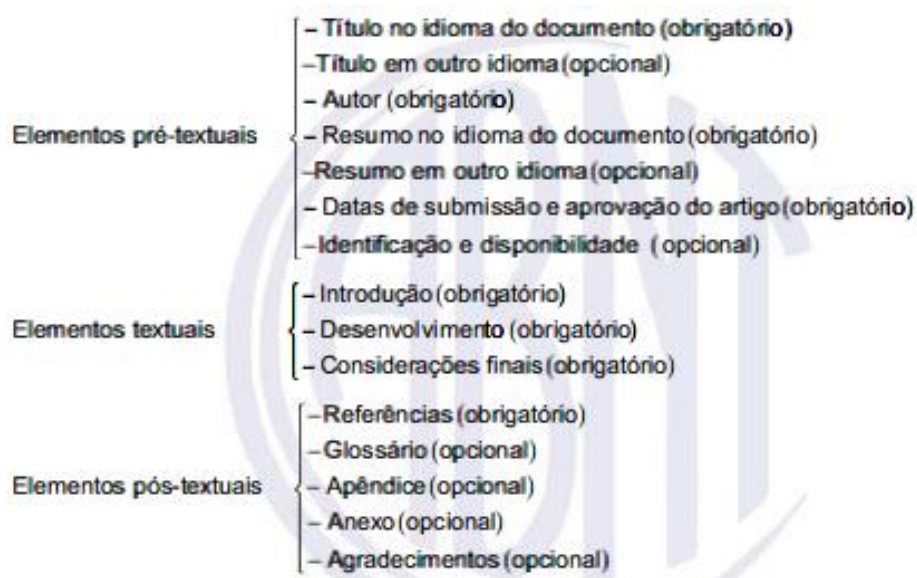 – Título no idioma do documento (obrigatório)
–Título em outro idioma (opcional)
– Autor (obrigatório)
Elementos pré-textuais
– Resumo no idioma do documento (obrigatório)
–Resumo em outro idioma (opcional)
– Datas de submissão e aprovação do artigo (obrigatório)
–Identificação e disponibilidade (opcional)
– Introdução (obrigatório)
Elementos textuais
– Desenvolvimento (obrigatório)
– Considerações finais (obrigatório)
–Referências (obrigatório)
–Glossário (opcional)
Elementos pós-textuais
– Apêndice (opcional)
– Anexo (opcional)
– Agradecimentos (opcional)
ABNT